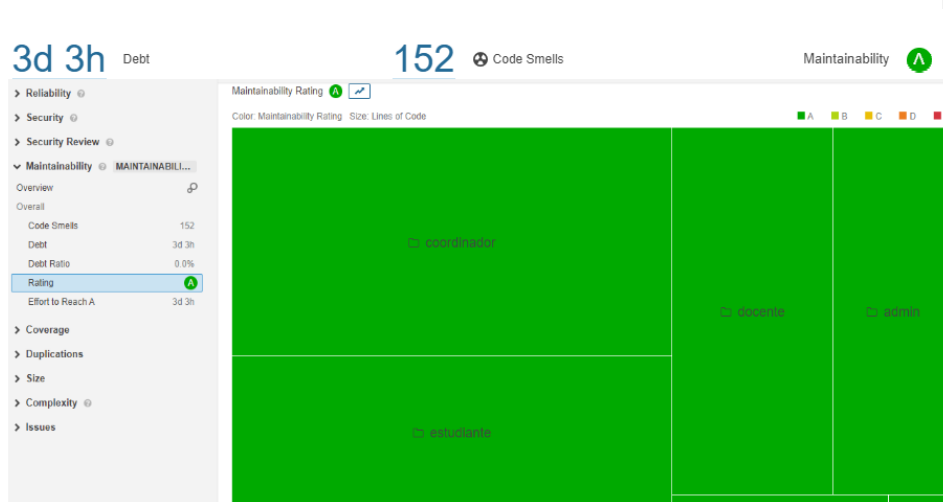 3d 3h Debt 152 Code Smells Maintainability A
Reliability
Security
Security Review
Maintainability MAINTAINABILI...
Overview
Overall
Code Smells 152
Debt 3d 3h
Debt Ratio 0.0%
Rating A
Effort to Reach A 3d 3h
Coverage
Duplications
Size
Complexity
Issues
Maintainability Rating A
Color: Maintainability Rating Size: Lines of Code A B C D
coordinador
docente
admin
estudiante